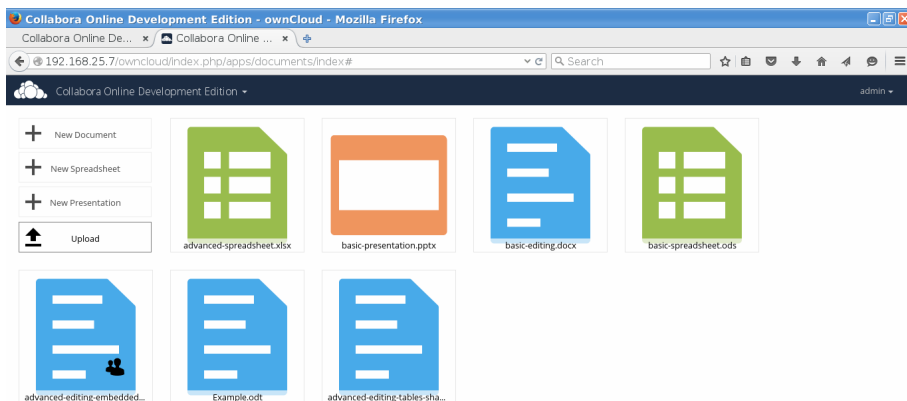 Collabora Online Development Edition - ownCloud - Mozilla Firefox
Collabora Online De... × Collabora Online ... ×
192.168.25.7/owncloud/index.php/apps/documents/index# Search
Collabora Online Development Edition admin
New Document
New Spreadsheet
New Presentation
Upload
advanced-spreadsheet.xlsx basic-presentation.pptx basic-editing.docx basic-spreadsheet.ods
advanced-editing-embedded... Example.odt advanced-editing-tables-sha...